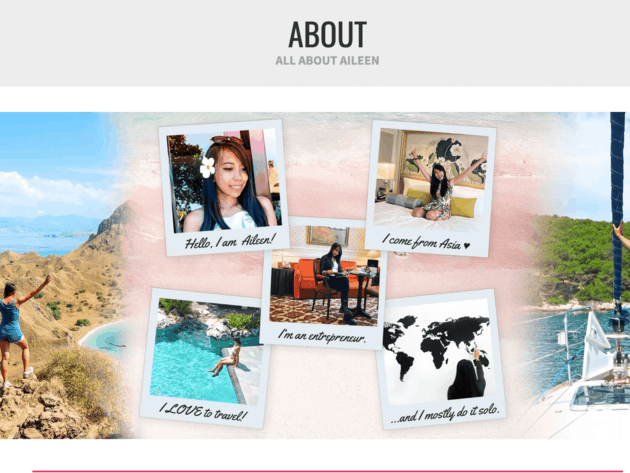 ABOUT
ALL ABOUT AILEEN
Hello, I am Aileen!
I come from Asia ♥
I'm an entrepreneur.
I LOVE to travel!
...and I mostly do it solo.